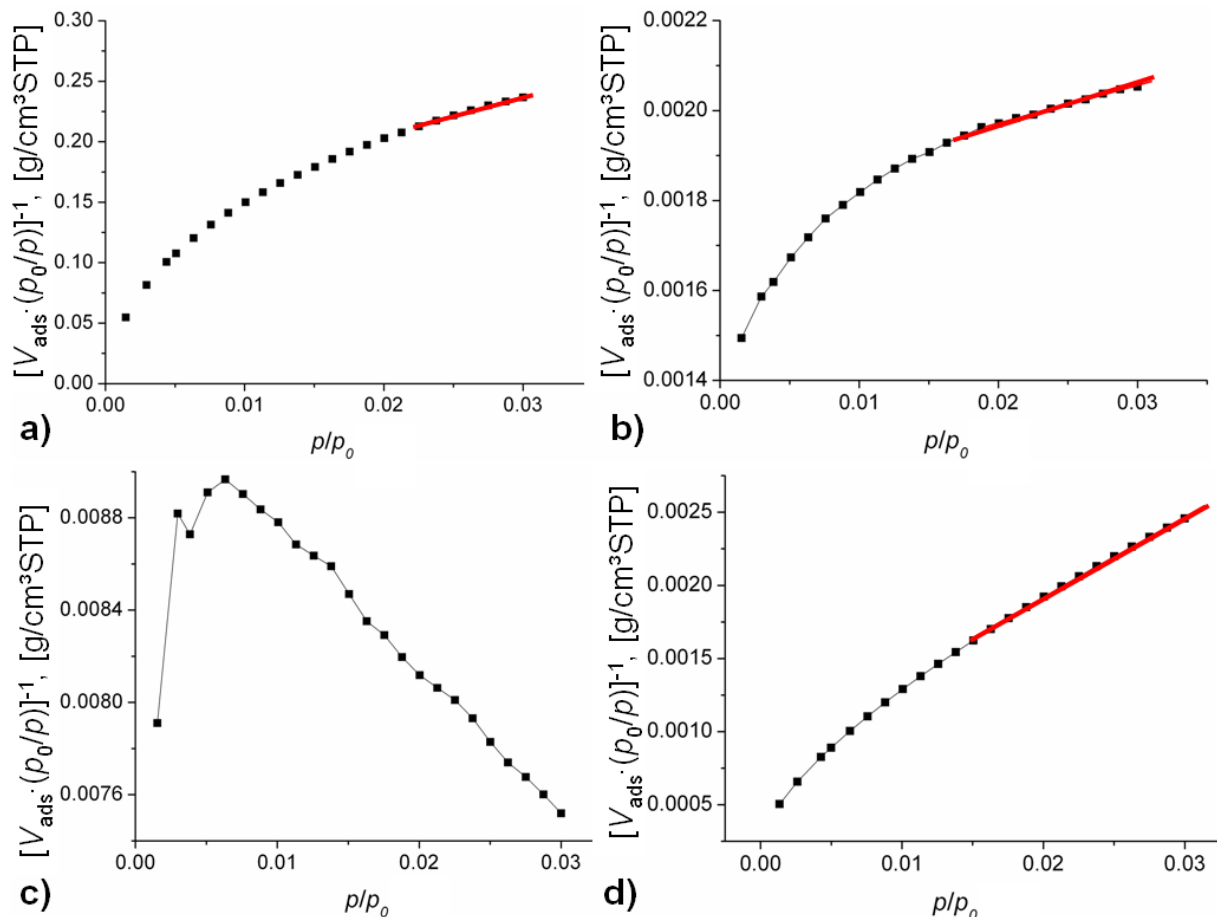 [V_ads·(p_0/p)]^-1, [g/cm³STP]
0.30
0.25
0.20
0.15
0.10
0.05
0.00
0.00 0.01 0.02 0.03
a)
p/p_0
[V_ads·(p_0/p)]^-1, [g/cm³STP]
0.0022
0.0020
0.0018
0.0016
0.0014
0.00 0.01 0.02 0.03
b)
p/p_0
[V_ads·(p_0/p)]^-1, [g/cm³STP]
0.0088
0.0084
0.0080
0.0076
0.00 0.01 0.02 0.03
c)
p/p_0
[V_ads·(p_0/p)]^-1, [g/cm³STP]
0.0025
0.0020
0.0015
0.0010
0.0005
0.00 0.01 0.02 0.03
d)
p/p_0